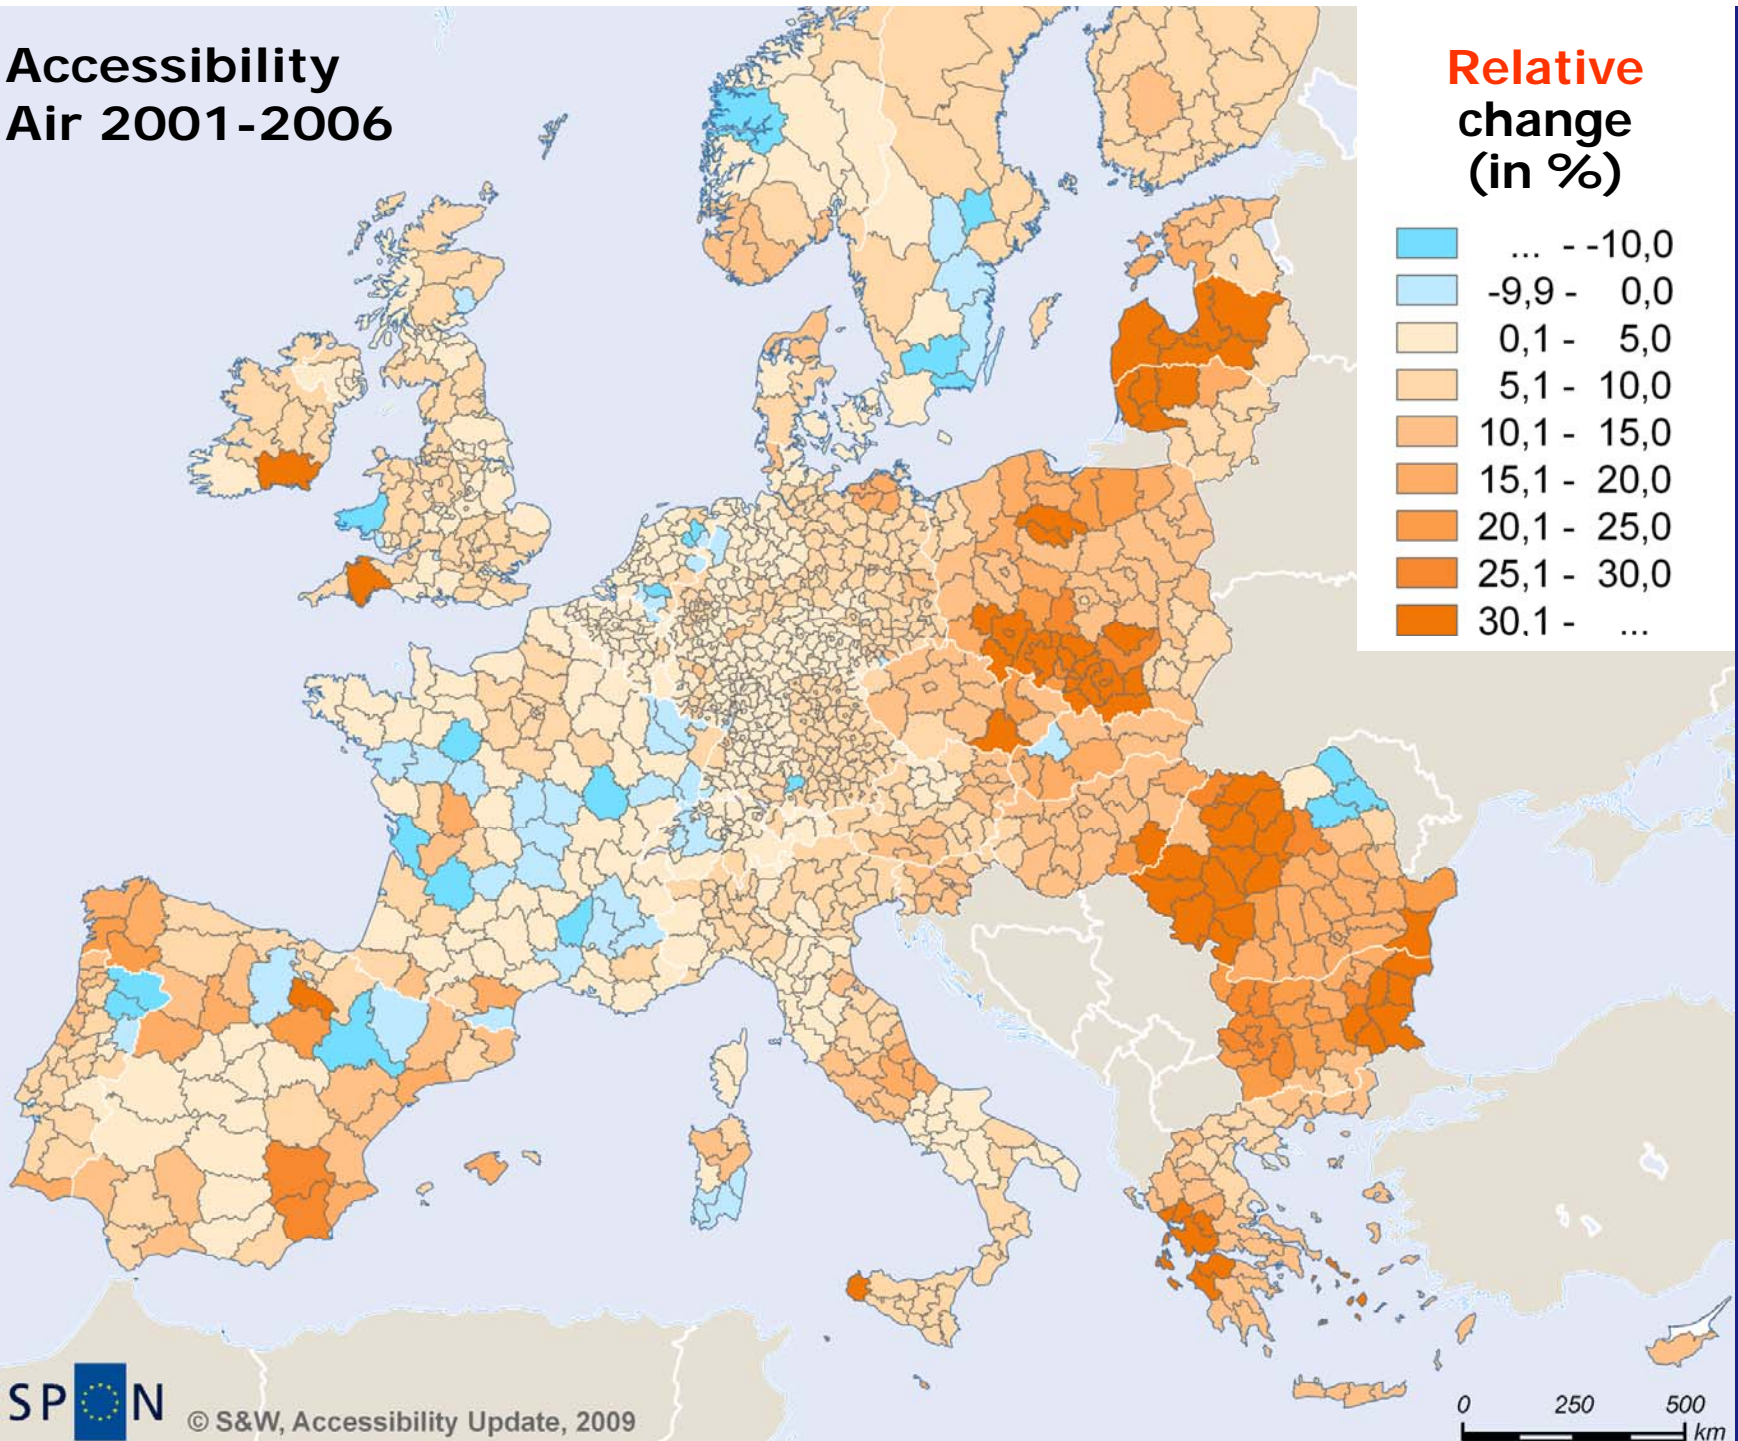 Accessibility
Air 2001-2006
Relative
change
(in %)
... - -10,0
-9,9 - 0,0
0,1 - 5,0
5,1 - 10,0
10,1 - 15,0
15,1 - 20,0
20,1 - 25,0
25,1 - 30,0
30,1 - ...
SP N
© S&W, Accessibility Update, 2009
0 250 500
km